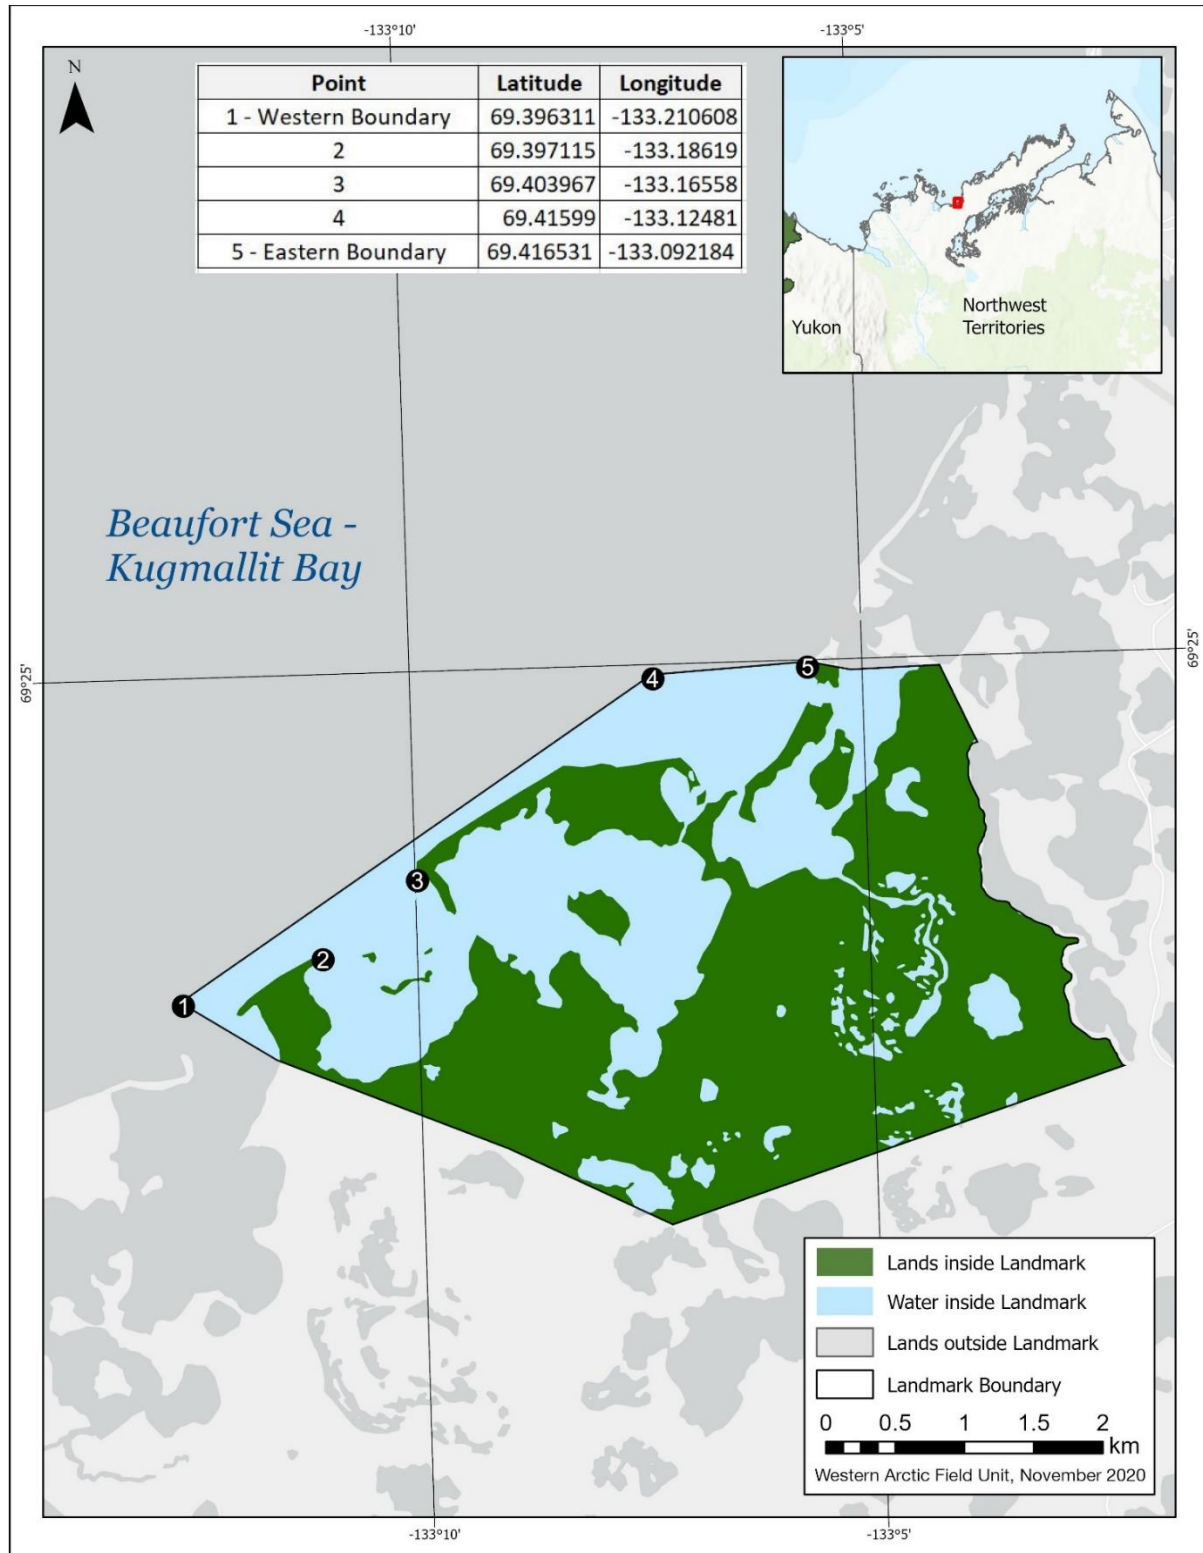 -133°10' -133°5'
N
Point Latitude Longitude
1 - Western Boundary 69.396311 -133.210608
2 69.397115 -133.18619
3 69.403967 -133.16558
4 69.41599 -133.12481
5 - Eastern Boundary 69.416531 -133.092184
Yukon
Northwest
Territories
Beaufort Sea -
Kugmallit Bay
69°25'
69°25'
5
4
3
2
1
Lands inside Landmark
Water inside Landmark
Lands outside Landmark
Landmark Boundary
0 0.5 1 1.5 2
km
Western Arctic Field Unit, November 2020
-133°10' -133°5'